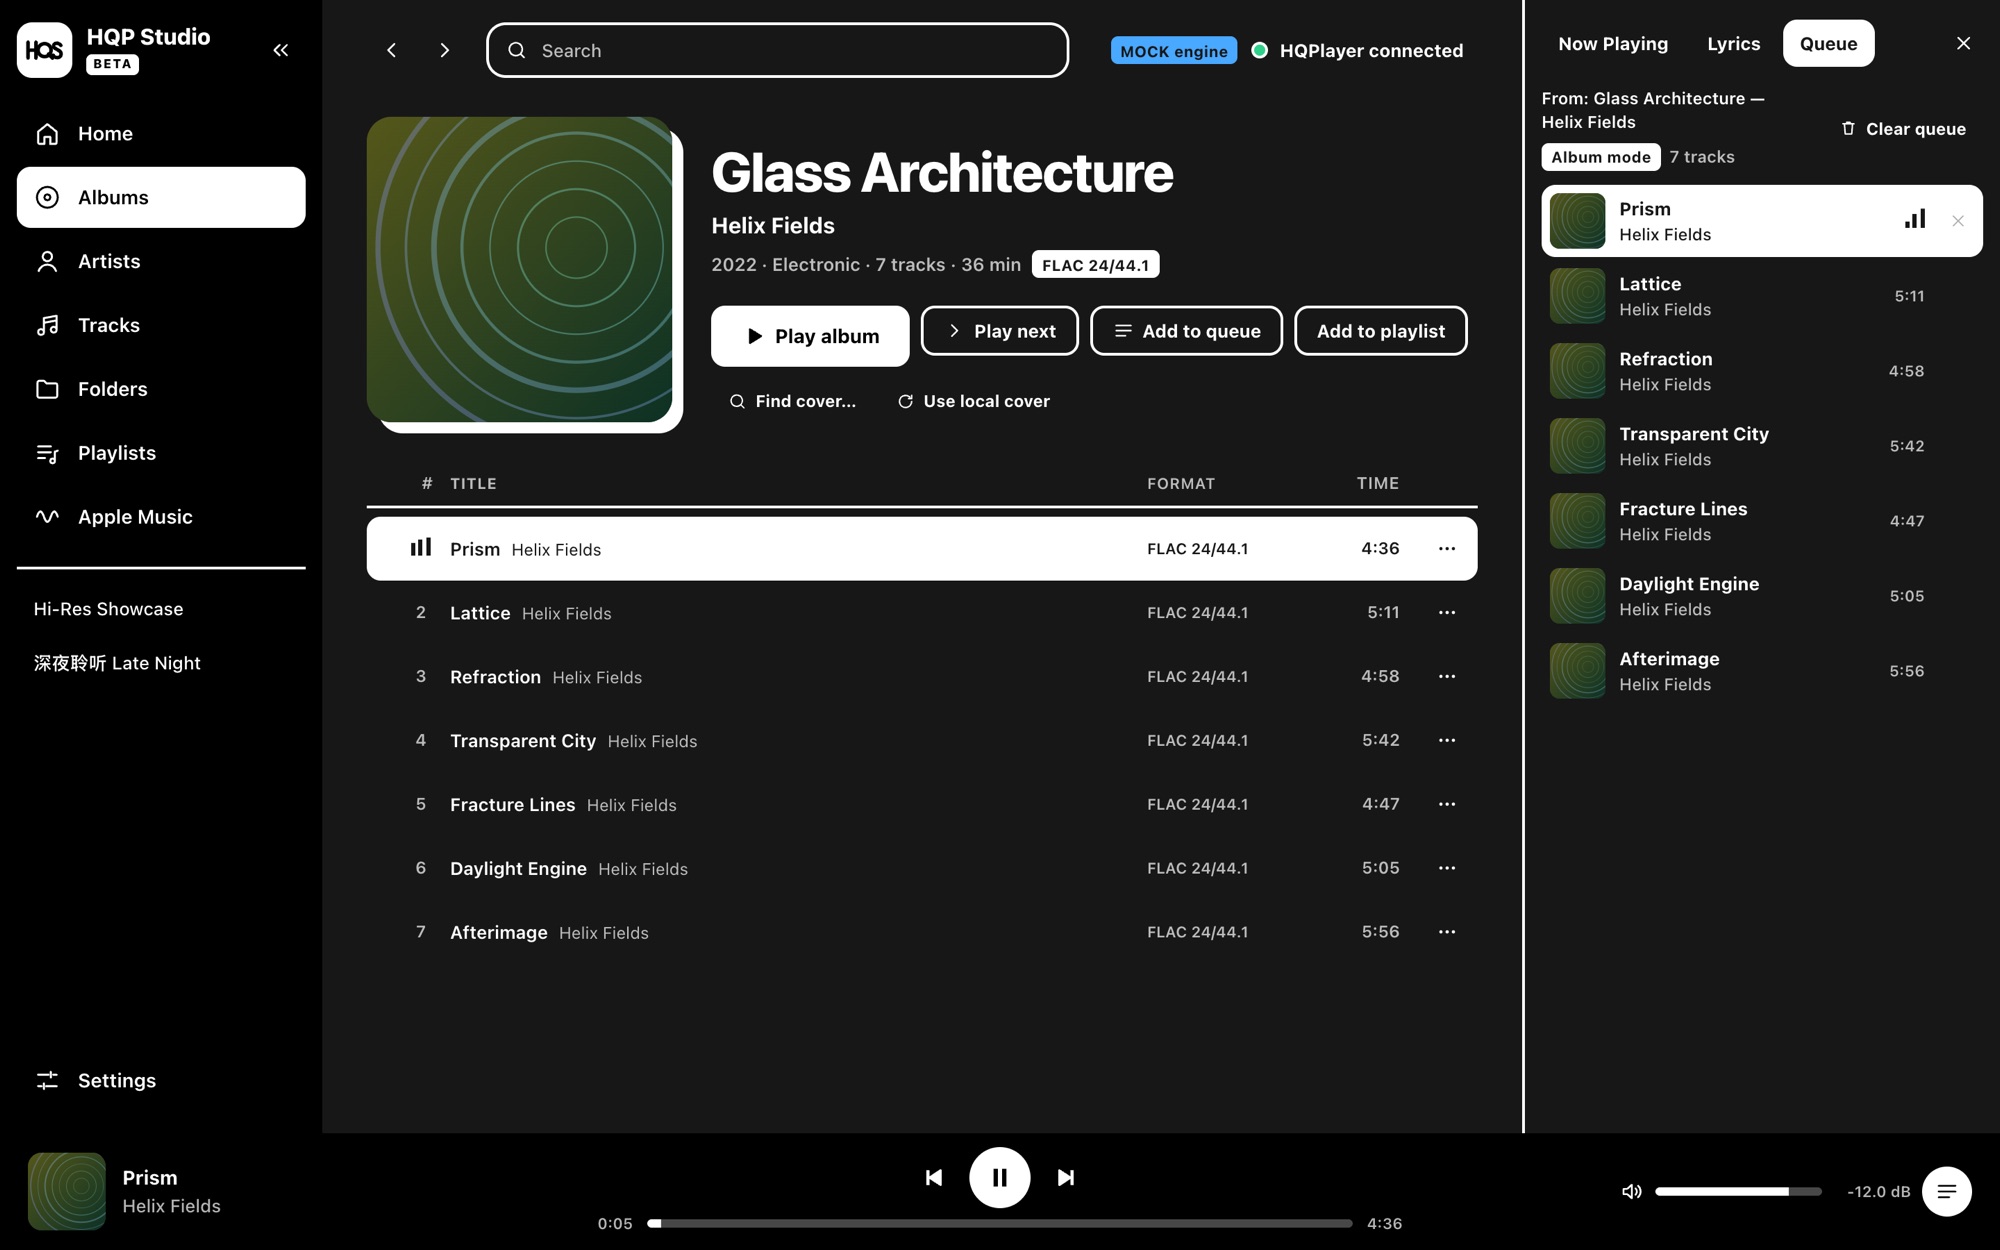 HQS HQP Studio
BETA
Home
Albums
Artists
Tracks
Folders
Playlists
Apple Music
Hi-Res Showcase
深夜聆听 Late Night
Settings
Search
MOCK engine HQPlayer connected
Glass Architecture
Helix Fields
2022 · Electronic · 7 tracks · 36 min FLAC 24/44.1
Play album Play next Add to queue Add to playlist
Find cover... Use local cover
# TITLE FORMAT TIME
Prism Helix Fields FLAC 24/44.1 4:36
2 Lattice Helix Fields FLAC 24/44.1 5:11
3 Refraction Helix Fields FLAC 24/44.1 4:58
4 Transparent City Helix Fields FLAC 24/44.1 5:42
5 Fracture Lines Helix Fields FLAC 24/44.1 4:47
6 Daylight Engine Helix Fields FLAC 24/44.1 5:05
7 Afterimage Helix Fields FLAC 24/44.1 5:56
Now Playing Lyrics Queue
From: Glass Architecture —
Helix Fields
Clear queue
Album mode 7 tracks
Prism
Helix Fields
Lattice
Helix Fields
5:11
Refraction
Helix Fields
4:58
Transparent City
Helix Fields
5:42
Fracture Lines
Helix Fields
4:47
Daylight Engine
Helix Fields
5:05
Afterimage
Helix Fields
5:56
Prism
Helix Fields
0:05 4:36
-12.0 dB